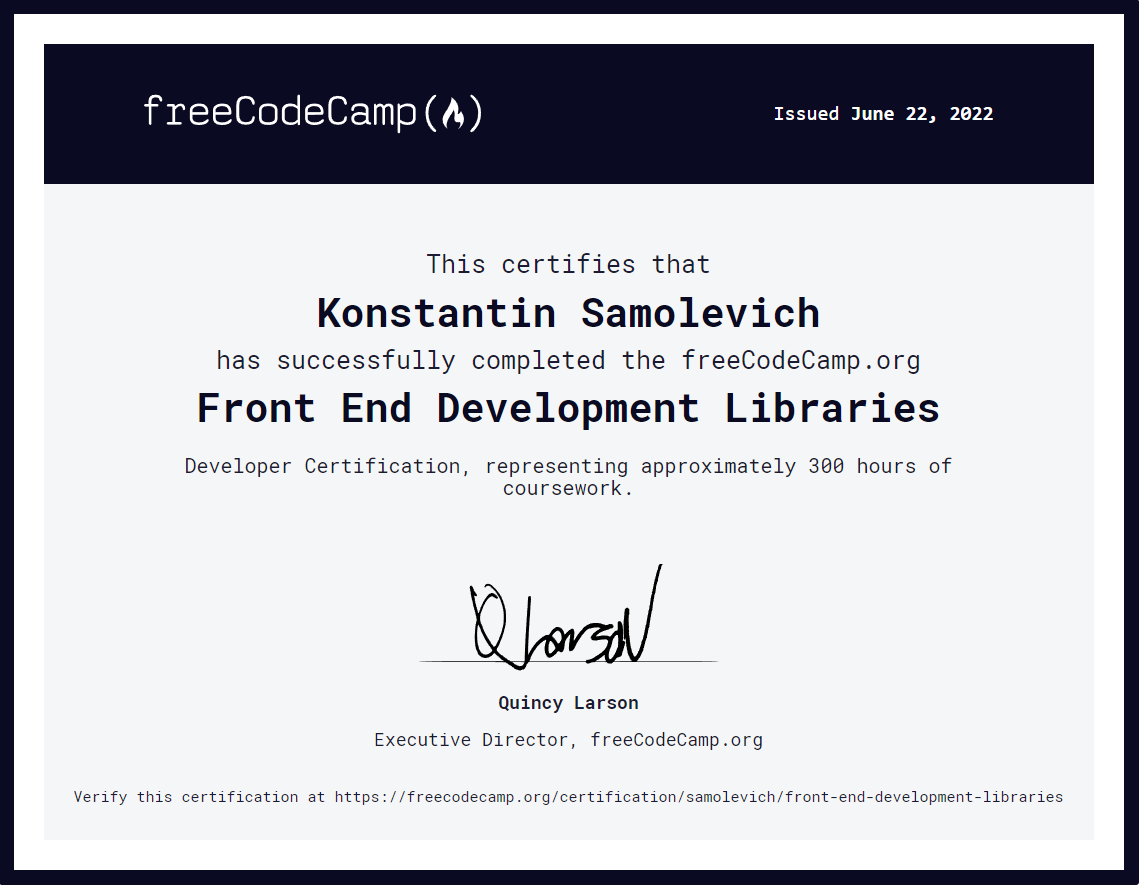 freeCodeCamp(🔥)
Issued June 22, 2022
This certifies that
Konstantin Samolevich
has successfully completed the freeCodeCamp.org
Front End Development Libraries
Developer Certification, representing approximately 300 hours of
coursework.
Q Larson
Quincy Larson
Executive Director, freeCodeCamp.org
Verify this certification at https://freecodecamp.org/certification/samolevich/front-end-development-libraries